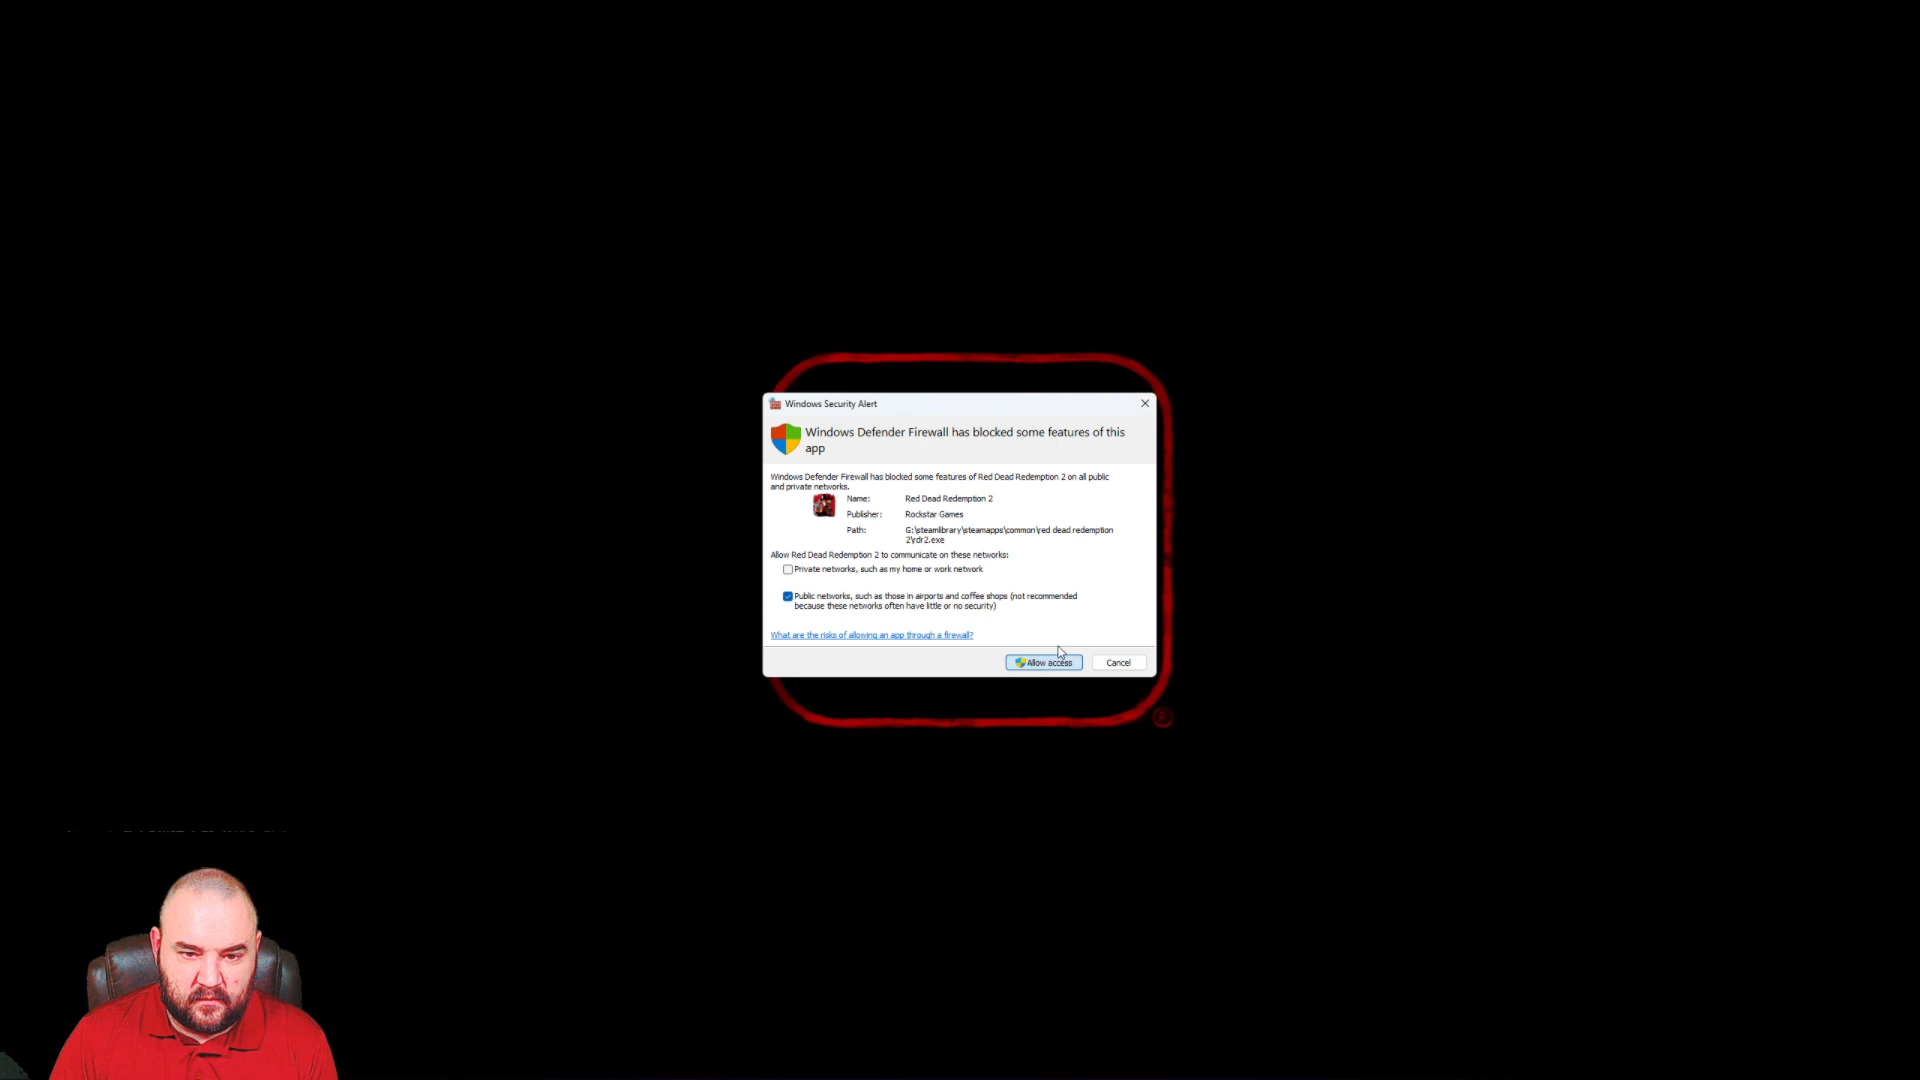 Windows Security Alert
Windows Defender Firewall has blocked some features of this
app
Windows Defender Firewall has blocked some features of Red Dead Redemption 2 on all public
and private networks.
Name: Red Dead Redemption 2
Publisher: Rockstar Games
Path: G:\steamlibrary\steamapps\common\red dead redemption
2\rdr2.exe
Allow Red Dead Redemption 2 to communicate on these networks:
Private networks, such as my home or work network
Public networks, such as those in airports and coffee shops (not recommended
because these networks often have little or no security)
What are the risks of allowing an app through a firewall?
Allow access Cancel
®